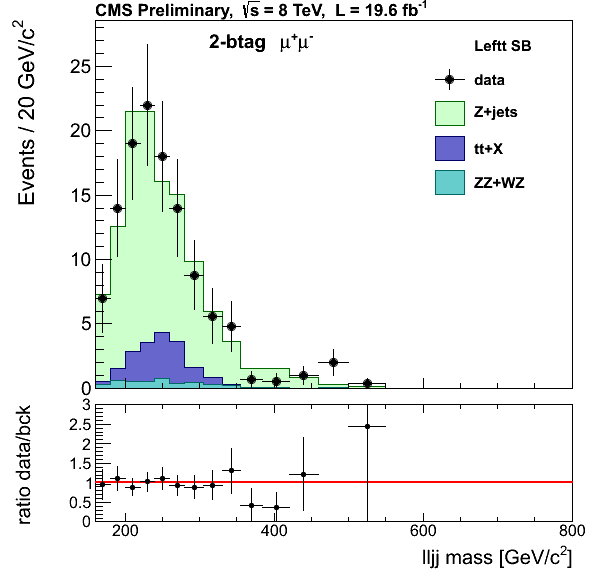 CMS Preliminary, √s = 8 TeV, L = 19.6 fb⁻¹
Events / 20 GeV/c²
2-btag μ⁺μ⁻
Leftt SB
data
Z+jets
tt+X
ZZ+WZ
25
20
15
10
5
0
ratio data/bck
3
2.5
2
1.5
1
0.5
0
200 400 600 800
lljj mass [GeV/c²]